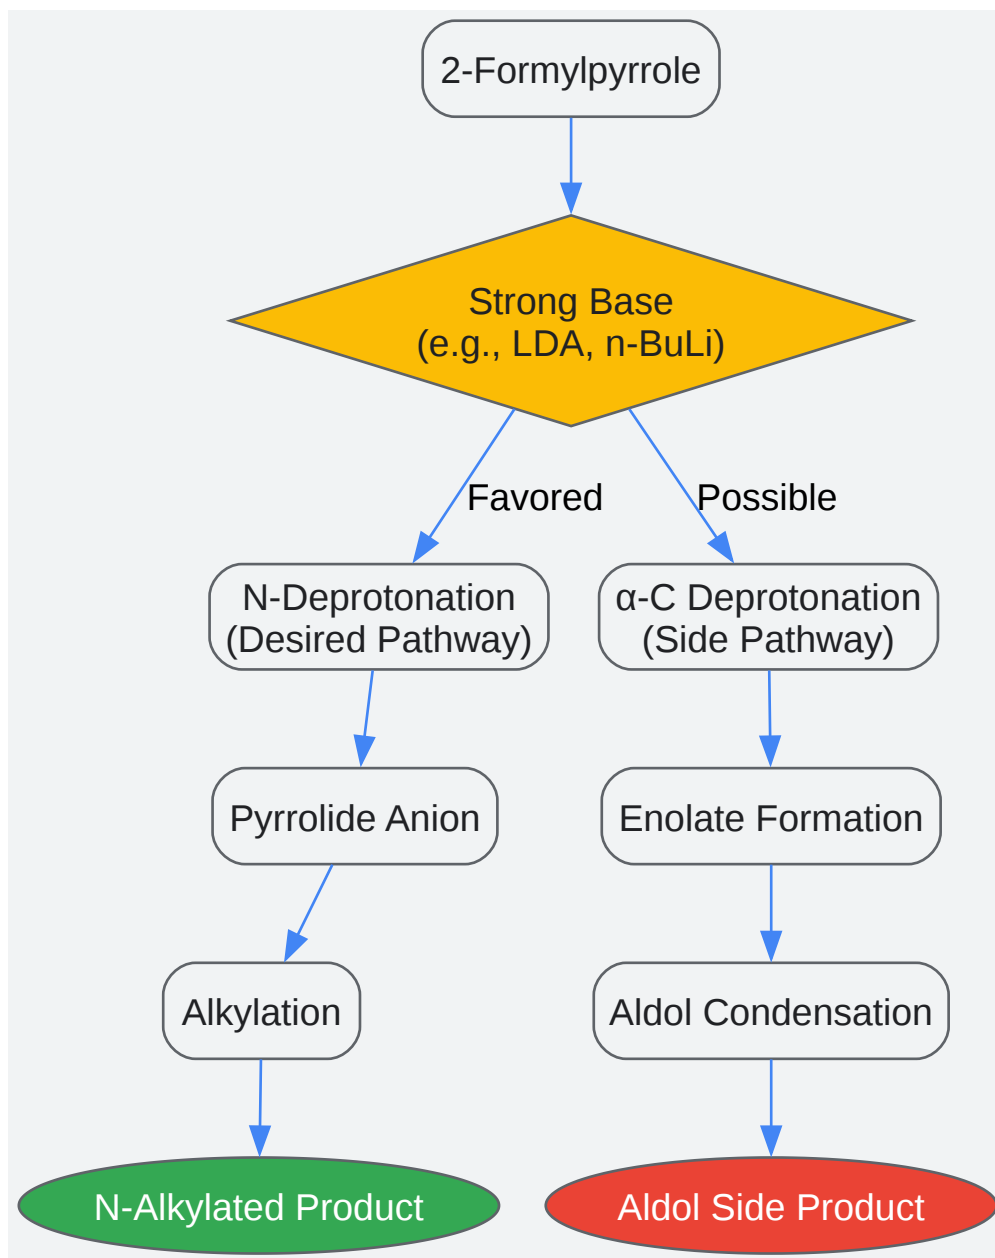 2-Formylpyrrole
Strong Base
(e.g., LDA, n-BuLi)
Favored
Possible
N-Deprotonation
(Desired Pathway)
α-C Deprotonation
(Side Pathway)
Pyrrolide Anion
Enolate Formation
Alkylation
Aldol Condensation
N-Alkylated Product
Aldol Side Product